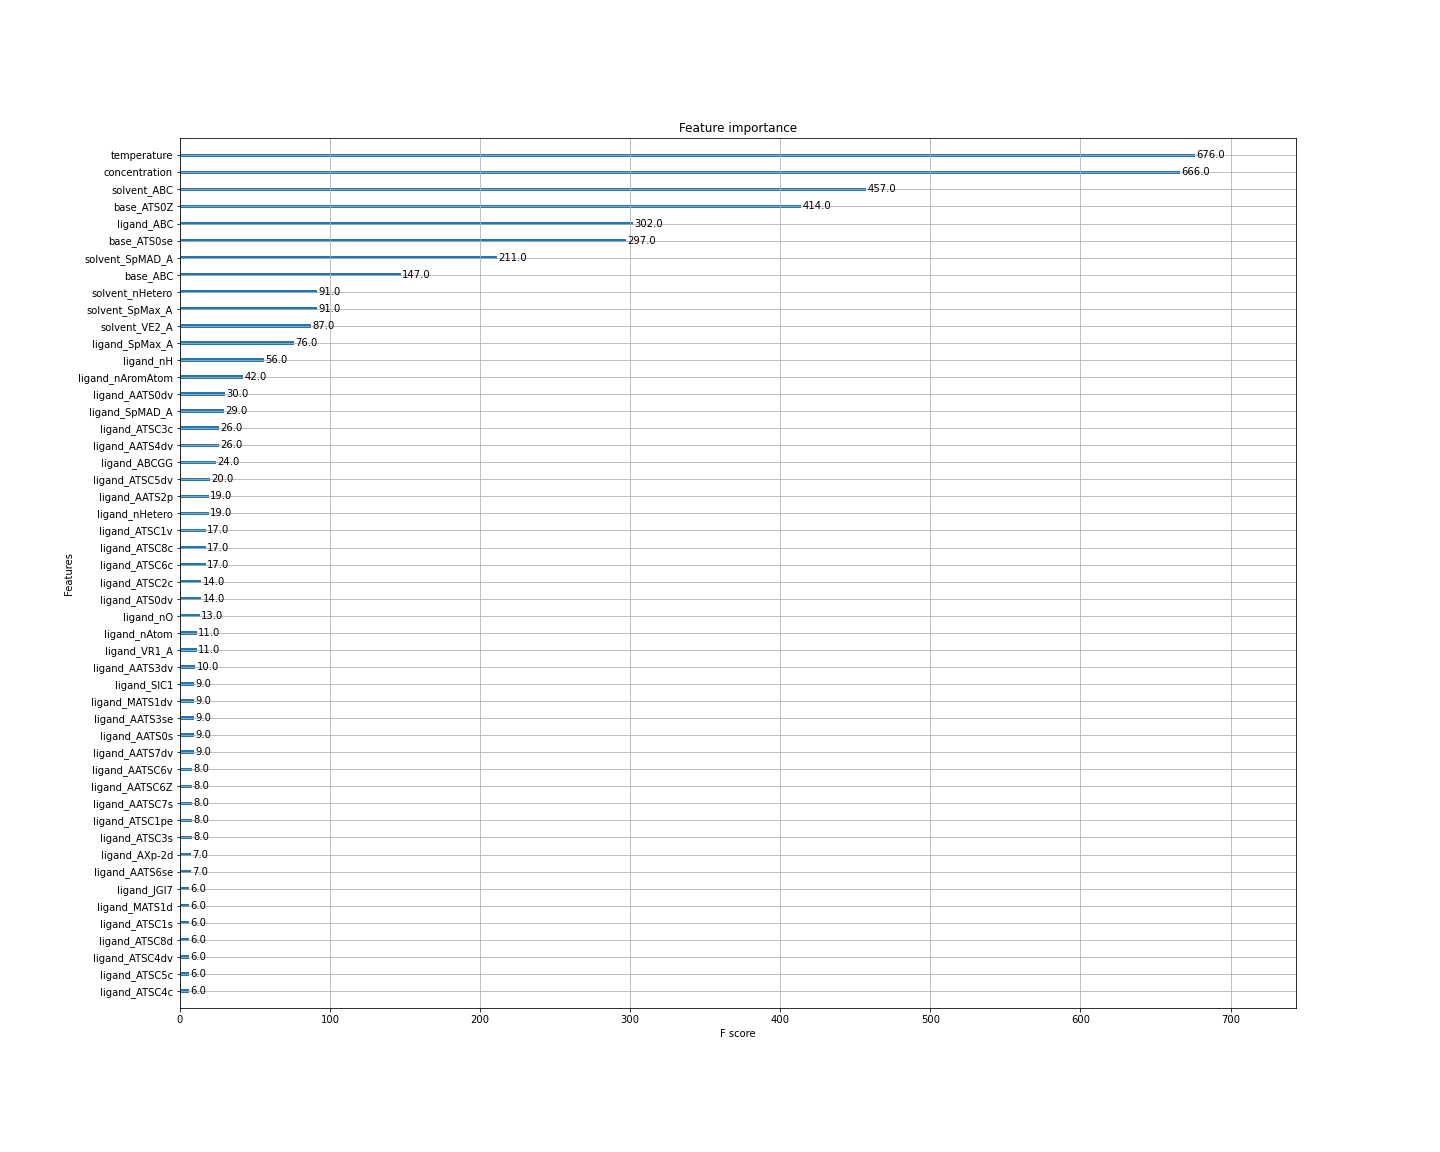 Feature importance
temperature 676.0
concentration 666.0
solvent_ABC 457.0
base_ATS0Z 414.0
ligand_ABC 302.0
base_ATS0se 297.0
solvent_SpMAD_A 211.0
base_ABC 147.0
solvent_nHetero 91.0
solvent_SpMax_A 91.0
solvent_VE2_A 87.0
ligand_SpMax_A 76.0
ligand_nH 56.0
ligand_nAromAtom 42.0
ligand_AATS0dv 30.0
ligand_SpMAD_A 29.0
ligand_ATSC3c 26.0
ligand_AATS4dv 26.0
ligand_ABCGG 24.0
ligand_ATSC5dv 20.0
ligand_AATS2p 19.0
ligand_nHetero 19.0
ligand_ATSC1v 17.0
ligand_ATSC8c 17.0
ligand_ATSC6c 17.0
ligand_ATSC2c 14.0
ligand_ATS0dv 14.0
ligand_nO 13.0
ligand_nAtom 11.0
ligand_VR1_A 11.0
ligand_AATS3dv 10.0
ligand_SIC1 9.0
ligand_MATS1dv 9.0
ligand_AATS3se 9.0
ligand_AATS0s 9.0
ligand_AATS7dv 9.0
ligand_AATSC6v 8.0
ligand_AATSC6Z 8.0
ligand_AATSC7s 8.0
ligand_ATSC1pe 8.0
ligand_ATSC3s 8.0
ligand_AXp-2d 7.0
ligand_AATS6se 7.0
ligand_JGI7 6.0
ligand_MATS1d 6.0
ligand_ATSC1s 6.0
ligand_ATSC8d 6.0
ligand_ATSC4dv 6.0
ligand_ATSC5c 6.0
ligand_ATSC4c 6.0
Features
0 100 200 300 400 500 600 700
F score